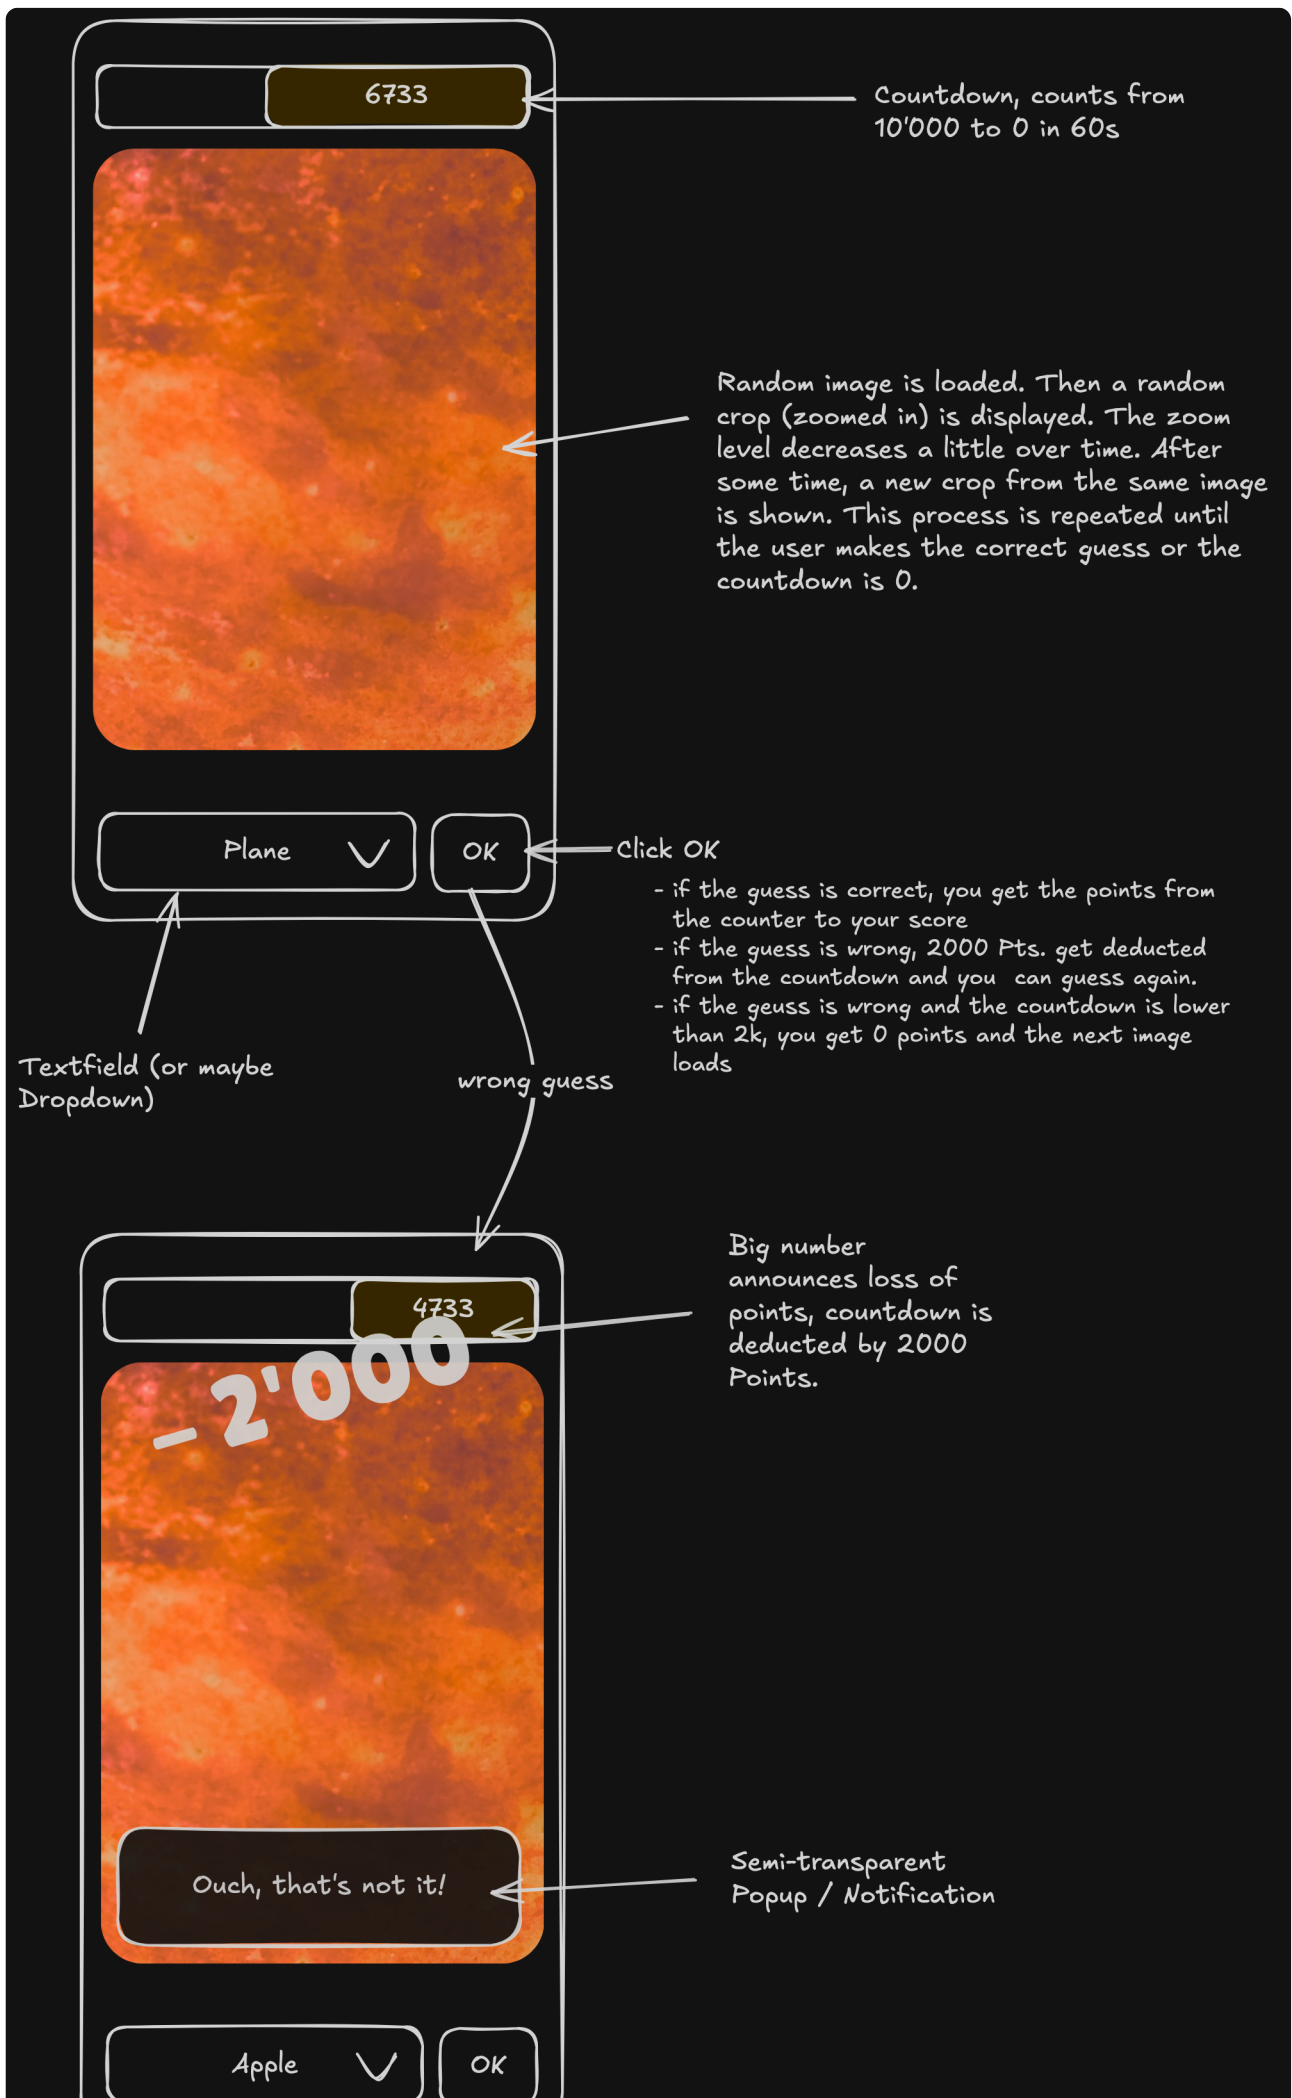 6733
Countdown, counts from
10'000 to 0 in 60s
Random image is loaded. Then a random
crop (zoomed in) is displayed. The zoom
level decreases a little over time. After
some time, a new crop from the same image
is shown. This process is repeated until
the user makes the correct guess or the
countdown is 0.
Plane
OK
Click OK
- if the guess is correct, you get the points from
the counter to your score
- if the guess is wrong, 2000 Pts. get deducted
from the countdown and you can guess again.
- if the geuss is wrong and the countdown is lower
than 2k, you get 0 points and the next image
loads
Textfield (or maybe
Dropdown)
wrong guess
4733
- 2'000
Big number
announces loss of
points, countdown is
deducted by 2000
Points.
Ouch, that's not it!
Semi-transparent
Popup / Notification
Apple
OK